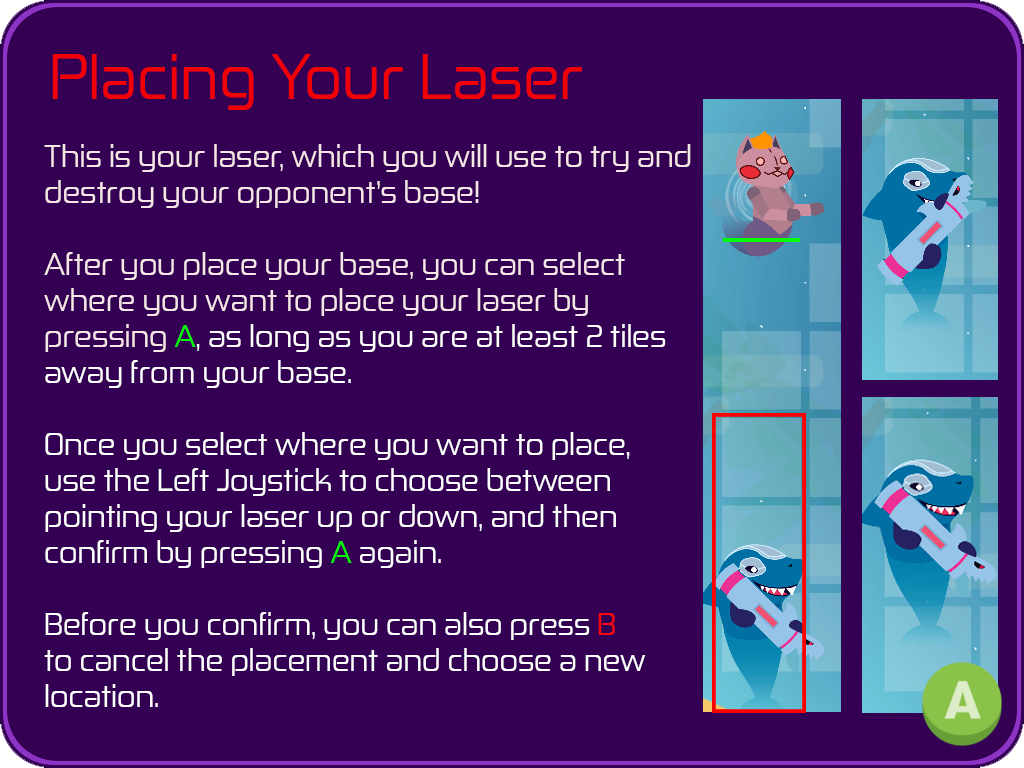 Placing Your Laser
This is your laser, which you will use to try and
destroy your opponent's base!
After you place your base, you can select
where you want to place your laser by
pressing A, as long as you are at least 2 tiles
away from your base.
Once you select where you want to place,
use the Left Joystick to choose between
pointing your laser up or down, and then
confirm by pressing A again.
Before you confirm, you can also press B
to cancel the placement and choose a new
location.
A